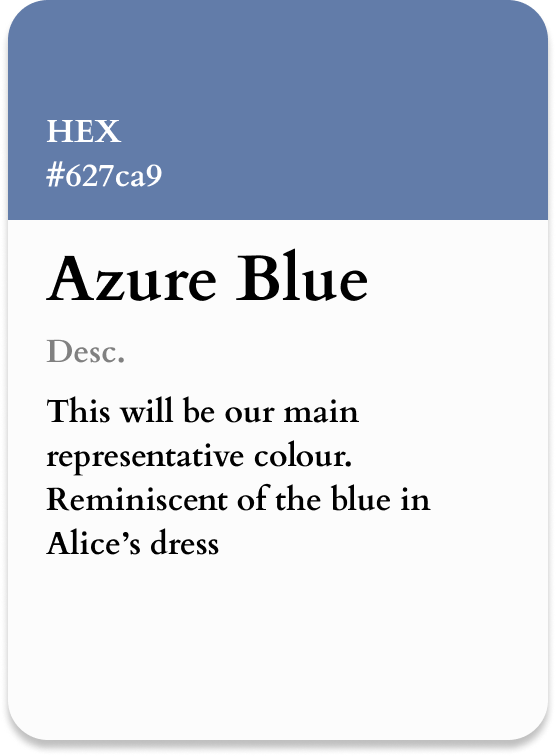 HEX
#627ca9
Azure Blue
Desc.
This will be our main
representative colour.
Reminiscent of the blue in
Alice’s dress